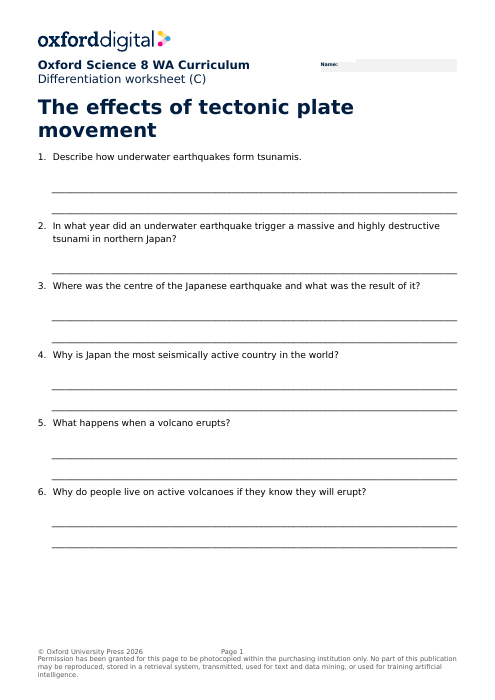 oxforddigital
Oxford Science 8 WA Curriculum
Name:
Differentiation worksheet (C)
The effects of tectonic plate
movement
1. Describe how underwater earthquakes form tsunamis.
2. In what year did an underwater earthquake trigger a massive and highly destructive
tsunami in northern Japan?
3. Where was the centre of the Japanese earthquake and what was the result of it?
4. Why is Japan the most seismically active country in the world?
5. What happens when a volcano erupts?
6. Why do people live on active volcanoes if they know they will erupt?
© Oxford University Press 2026 Page 1
Permission has been granted for this page to be photocopied within the purchasing institution only. No part of this publication
may be reproduced, stored in a retrieval system, transmitted, used for text and data mining, or used for training artificial
intelligence.